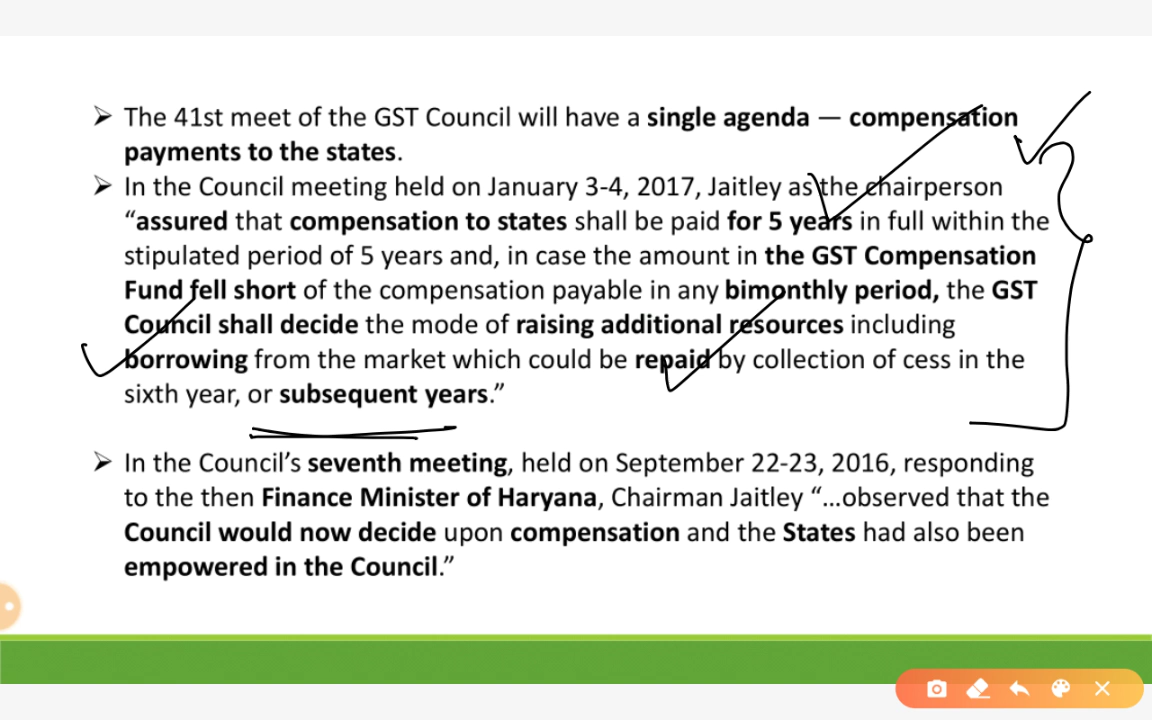 ➢ The 41st meet of the GST Council will have a single agenda — compensation
payments to the states.
➢ In the Council meeting held on January 3-4, 2017, Jaitley as the chairperson
“assured that compensation to states shall be paid for 5 years in full within the
stipulated period of 5 years and, in case the amount in the GST Compensation
Fund fell short of the compensation payable in any bimonthly period, the GST
Council shall decide the mode of raising additional resources including
borrowing from the market which could be repaid by collection of cess in the
sixth year, or subsequent years.”
➢ In the Council’s seventh meeting, held on September 22-23, 2016, responding
to the then Finance Minister of Haryana, Chairman Jaitley “...observed that the
Council would now decide upon compensation and the States had also been
empowered in the Council.”